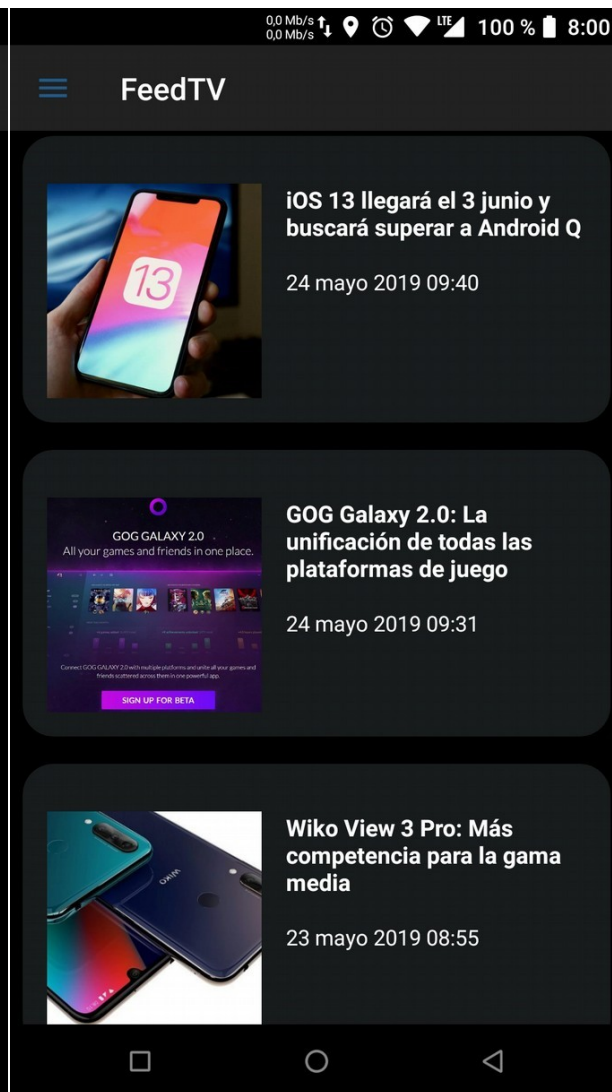 0,0 Mb/s
0,0 Mb/s
LTE
100 %
8:00
FeedTV
13
iOS 13 llegará el 3 junio y
buscará superar a Android Q
24 mayo 2019 09:40
GOG GALAXY 2.0
All your games and friends in one place.
Connect GOG GALAXY 2.0 with multiple platforms and unite all your games and
friends scattered across them in one powerful app.
SIGN UP FOR BETA
GOG Galaxy 2.0: La
unificación de todas las
plataformas de juego
24 mayo 2019 09:31
WIKO
Wiko View 3 Pro: Más
competencia para la gama
media
23 mayo 2019 08:55